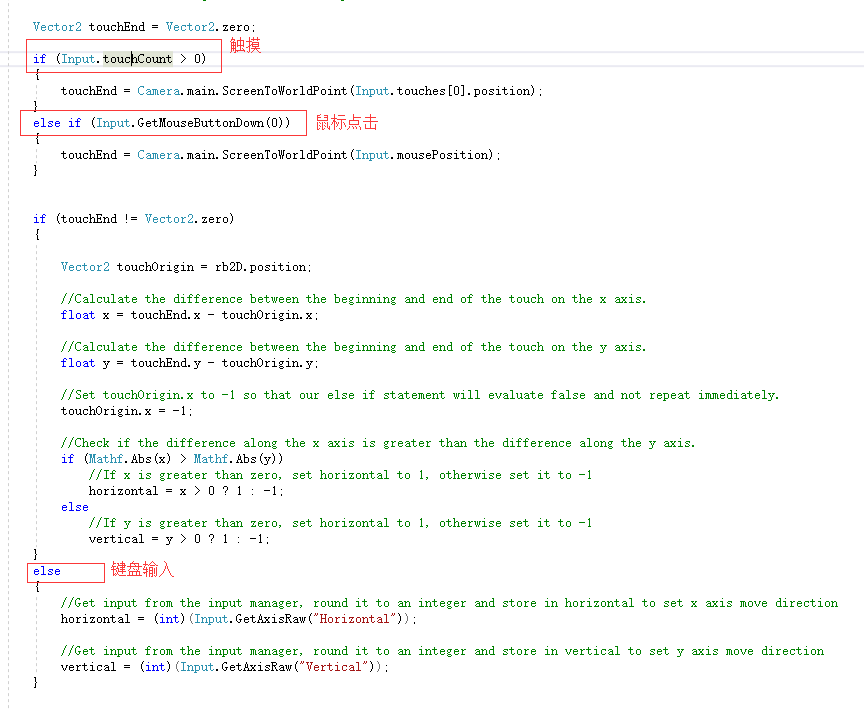 Vector2 touchEnd = Vector2.zero;
if (Input.touchCount > 0) 触摸
{
touchEnd = Camera.main.ScreenToWorldPoint(Input.touches[0].position);
}
else if (Input.GetMouseButtonDown(0)) 鼠标点击
{
touchEnd = Camera.main.ScreenToWorldPoint(Input.mousePosition);
}
if (touchEnd != Vector2.zero)
{
Vector2 touchOrigin = rb2D.position;
//Calculate the difference between the beginning and end of the touch on the x axis.
float x = touchEnd.x - touchOrigin.x;
//Calculate the difference between the beginning and end of the touch on the y axis.
float y = touchEnd.y - touchOrigin.y;
//Set touchOrigin.x to -1 so that our else if statement will evaluate false and not repeat immediately.
touchOrigin.x = -1;
//Check if the difference along the x axis is greater than the difference along the y axis.
if (Mathf.Abs(x) > Mathf.Abs(y))
//If x is greater than zero, set horizontal to 1, otherwise set it to -1
horizontal = x > 0 ? 1 : -1;
else
//If y is greater than zero, set horizontal to 1, otherwise set it to -1
vertical = y > 0 ? 1 : -1;
}
else 键盘输入
{
//Get input from the input manager, round it to an integer and store in horizontal to set x axis move direction
horizontal = (int)(Input.GetAxisRaw("Horizontal"));
//Get input from the input manager, round it to an integer and store in vertical to set y axis move direction
vertical = (int)(Input.GetAxisRaw("Vertical"));
}